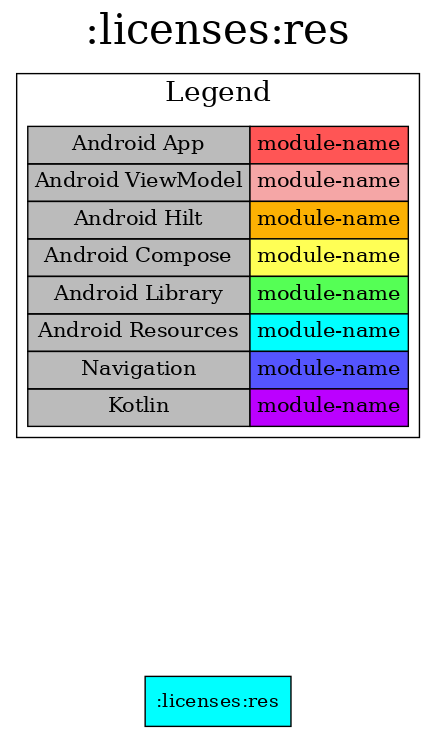 :licenses:res
Legend
Android App module-name
Android ViewModel module-name
Android Hilt module-name
Android Compose module-name
Android Library module-name
Android Resources module-name
Navigation module-name
Kotlin module-name
:licenses:res